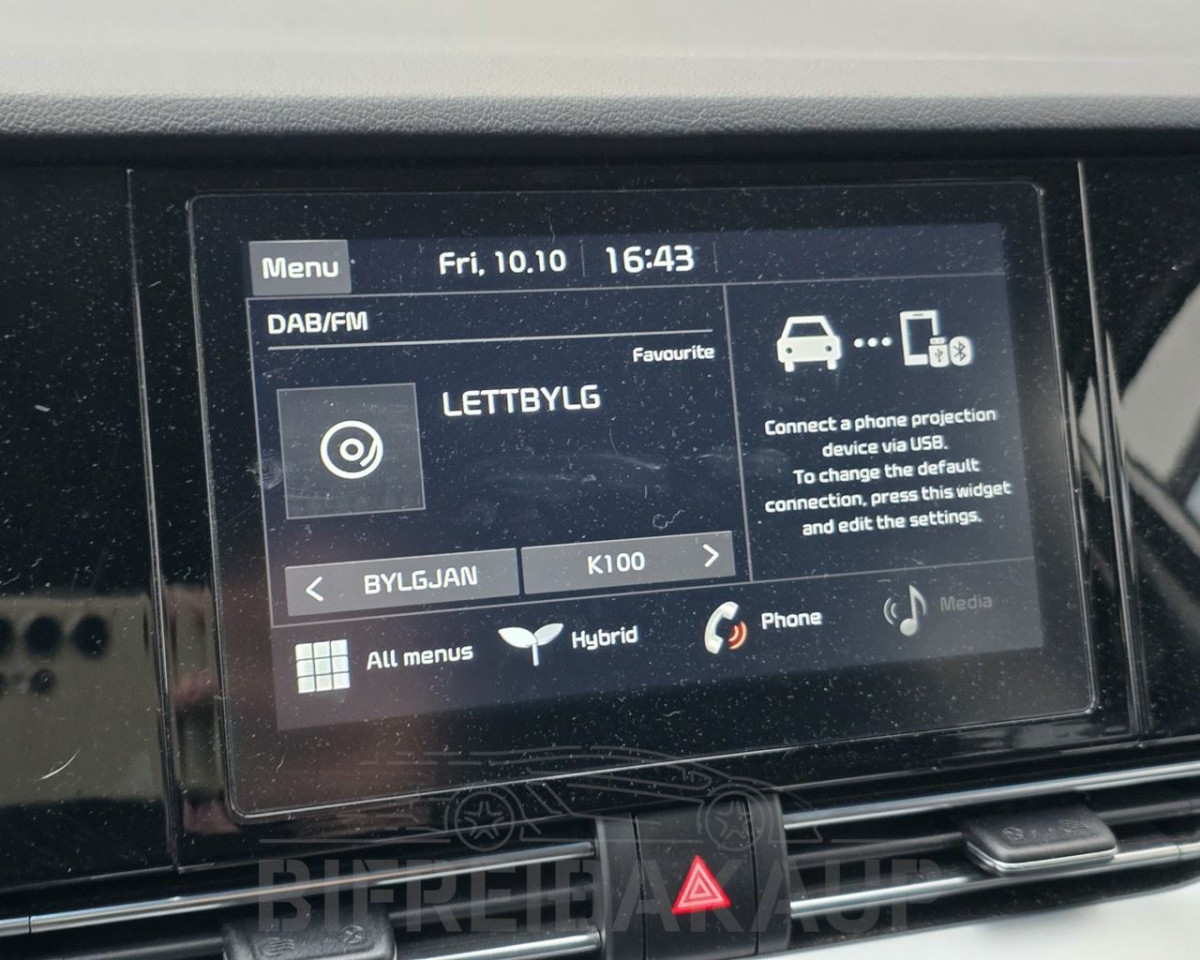 Menu
Fri, 10.10
16:43
DAB/FM
Favourite
LETTBYLG
BYLGJAN
K100
Connect a phone projection
device via USB.
To change the default
connection, press this widget
and edit the settings.
All menus
Hybrid
Phone
Media
BIFREIDAKAUP